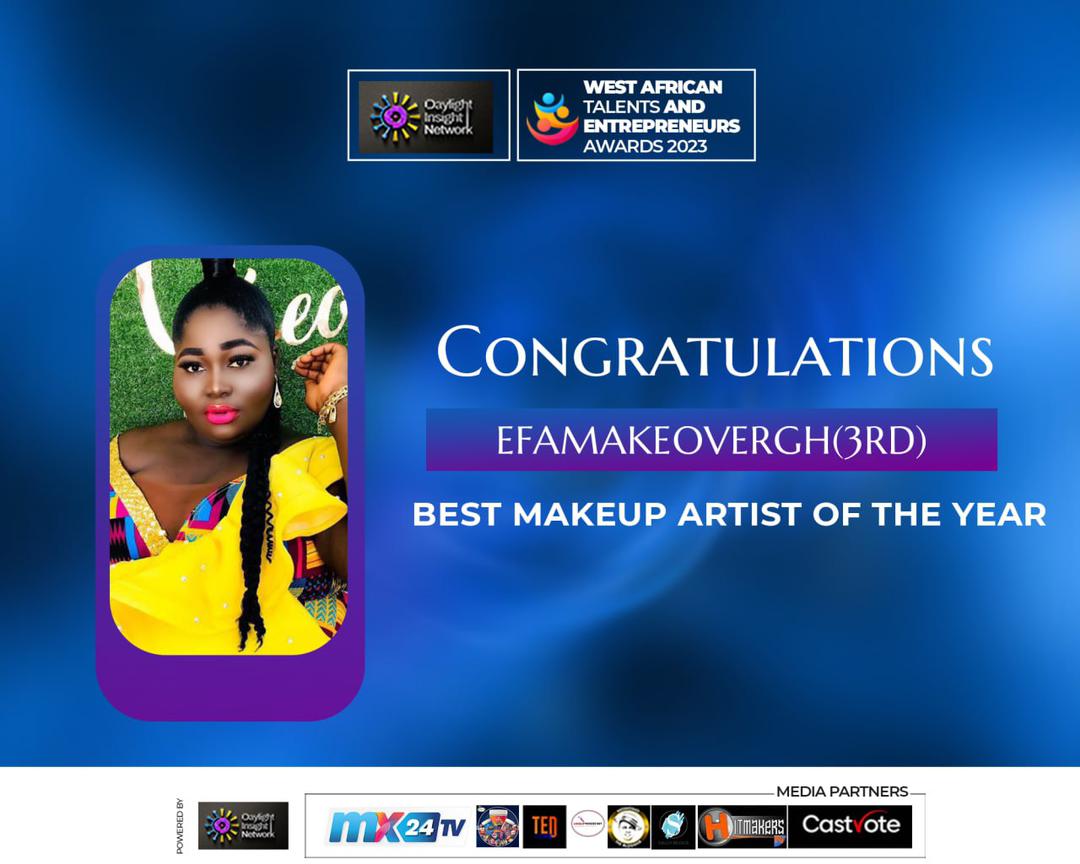 Daylight
Insight
Network
WEST AFRICAN
TALENTS AND
ENTREPRENEURS
AWARDS 2023
eo
CONGRATULATIONS
EFAMAKEOVERGH(3RD)
BEST MAKEUP ARTIST OF THE YEAR
POWERED BY
Daylight
Insight
Network
MEDIA PARTNERS
MX24TV
TEQ
HITMAKERS
CastVote